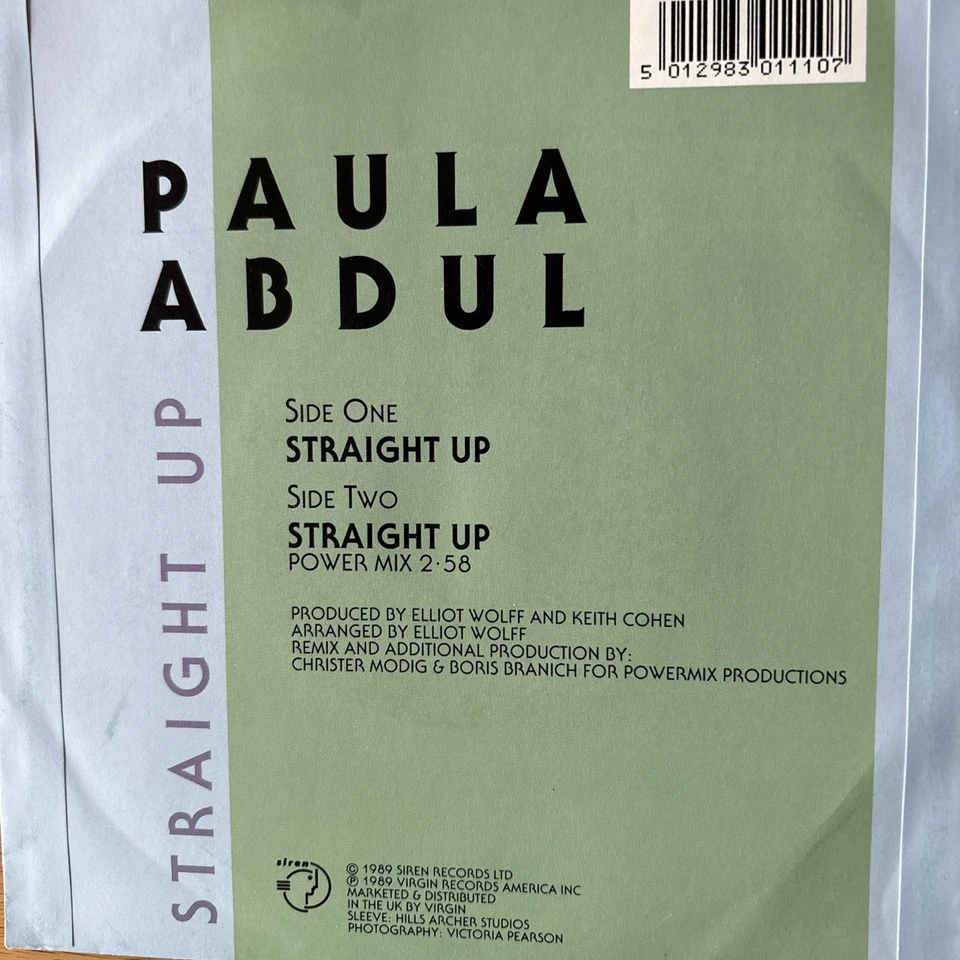 5 012983 011107
PAULA
ABDUL
STRAIGHT UP
SIDE ONE
STRAIGHT UP
SIDE TWO
STRAIGHT UP
POWER MIX 2·58
PRODUCED BY ELLIOT WOLFF AND KEITH COHEN
ARRANGED BY ELLIOT WOLFF
REMIX AND ADDITIONAL PRODUCTION BY:
CHRISTER MODIG & BORIS BRANICH FOR POWERMIX PRODUCTIONS
siren
© 1989 SIREN RECORDS LTD
℗ 1989 VIRGIN RECORDS AMERICA INC
MARKETED & DISTRIBUTED
IN THE UK BY VIRGIN
SLEEVE: HILLS ARCHER STUDIOS
PHOTOGRAPHY: VICTORIA PEARSON